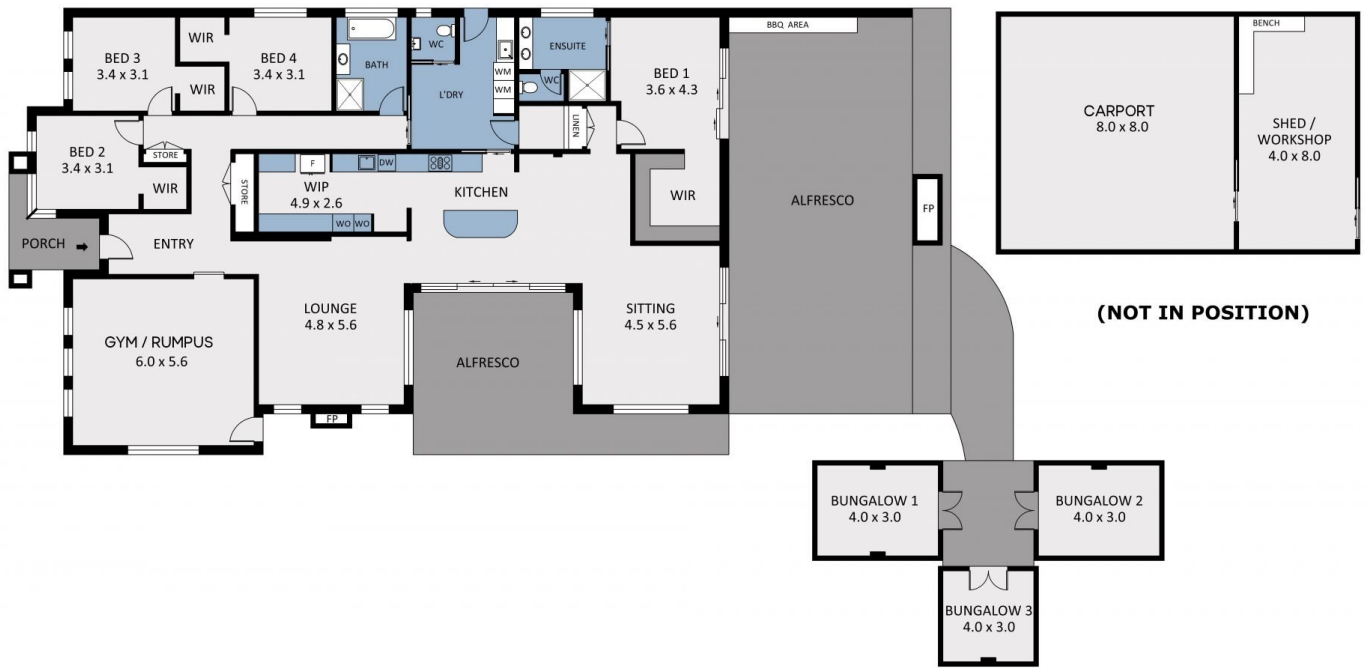 BED 3
3.4 x 3.1
WIR
WIR
BED 4
3.4 x 3.1
BATH
WC
L'DRY
WM
WM
ENSUITE
WC
LINEN
BED 1
3.6 x 4.3
WIR
BBQ AREA
ALFRESCO
FP
BED 2
3.4 x 3.1
STORE
WIR
STORE
F
DW
WIP
4.9 x 2.6
WO
WO
KITCHEN
PORCH
ENTRY
GYM / RUMPUS
6.0 x 5.6
LOUNGE
4.8 x 5.6
FP
ALFRESCO
SITTING
4.5 x 5.6
CARPORT
8.0 x 8.0
BENCH
SHED /
WORKSHOP
4.0 x 8.0
(NOT IN POSITION)
BUNGALOW 1
4.0 x 3.0
BUNGALOW 2
4.0 x 3.0
BUNGALOW 3
4.0 x 3.0